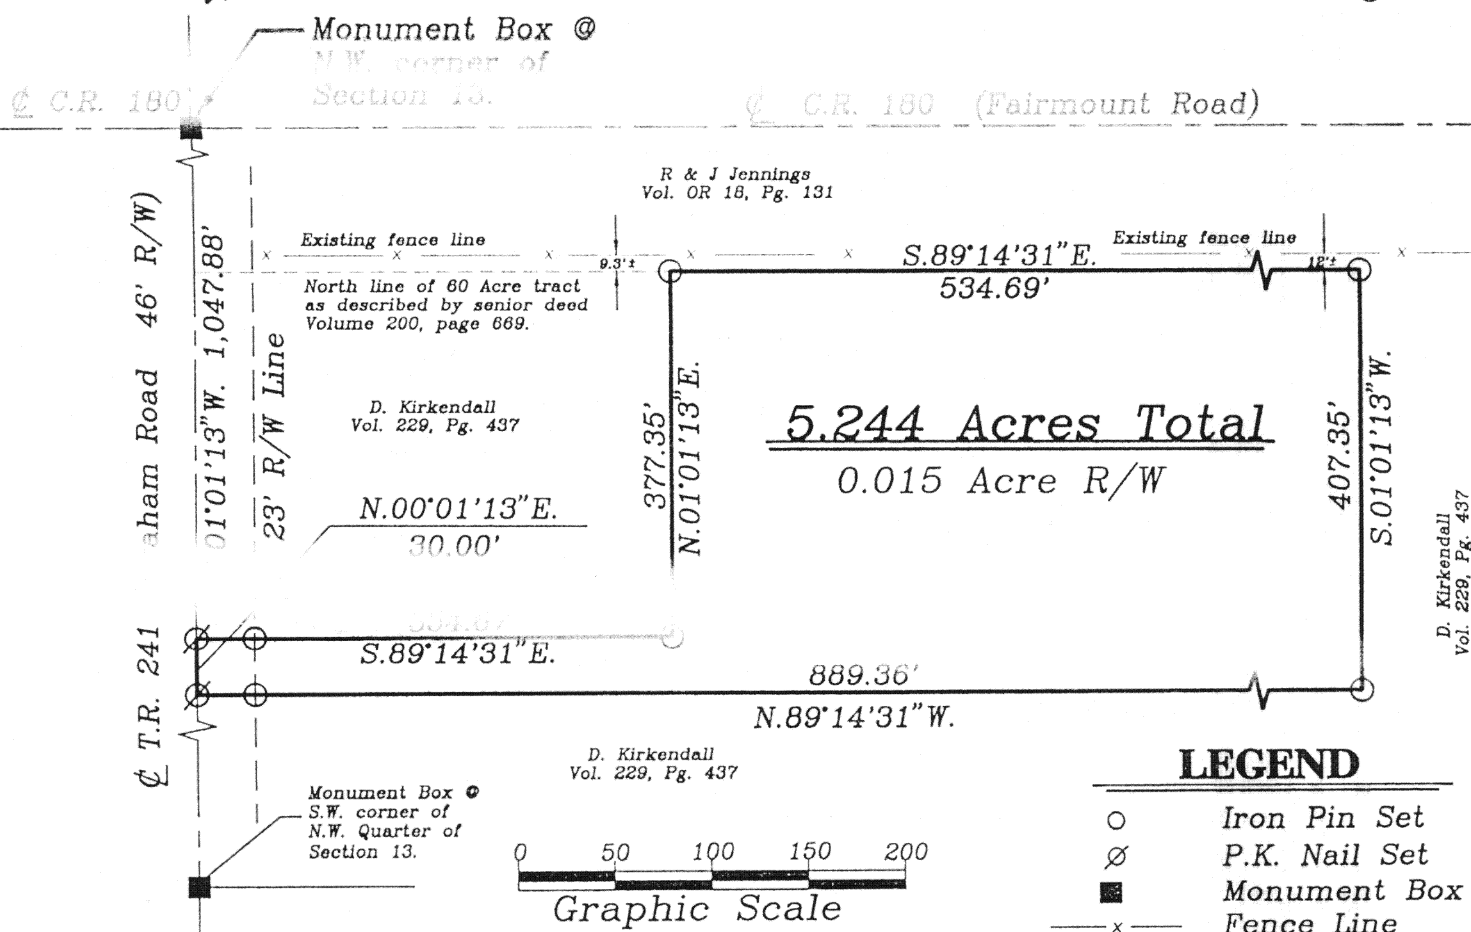 Monument Box @
N.W. corner of
Section 13.
℄ C.R. 180
℄ C.R. 180 (Fairmount Road)
R & J Jennings
Vol. OR 18, Pg. 131
Existing fence line
9.3'±
S.89°14'31"E.
534.69'
Existing fence line
12'±
North line of 60 Acre tract
as described by senior deed
Volume 200, page 669.
aham Road 46' R/W)
01°01'13"W. 1,047.88'
23' R/W Line
D. Kirkendall
Vol. 229, Pg. 437
377.35'
N.01°01'13"E.
5.244 Acres Total
0.015 Acre R/W
407.35'
S.01°01'13"W.
N.00°01'13"E.
30.00'
D. Kirkendall
Vol. 229, Pg. 437
℄ T.R. 241
S.89°14'31"E.
889.36'
N.89°14'31"W.
D. Kirkendall
Vol. 229, Pg. 437
Monument Box @
S.W. corner of
N.W. Quarter of
Section 13.
0 50 100 150 200
Graphic Scale
LEGEND
Iron Pin Set
P.K. Nail Set
Monument Box
x Fence Line